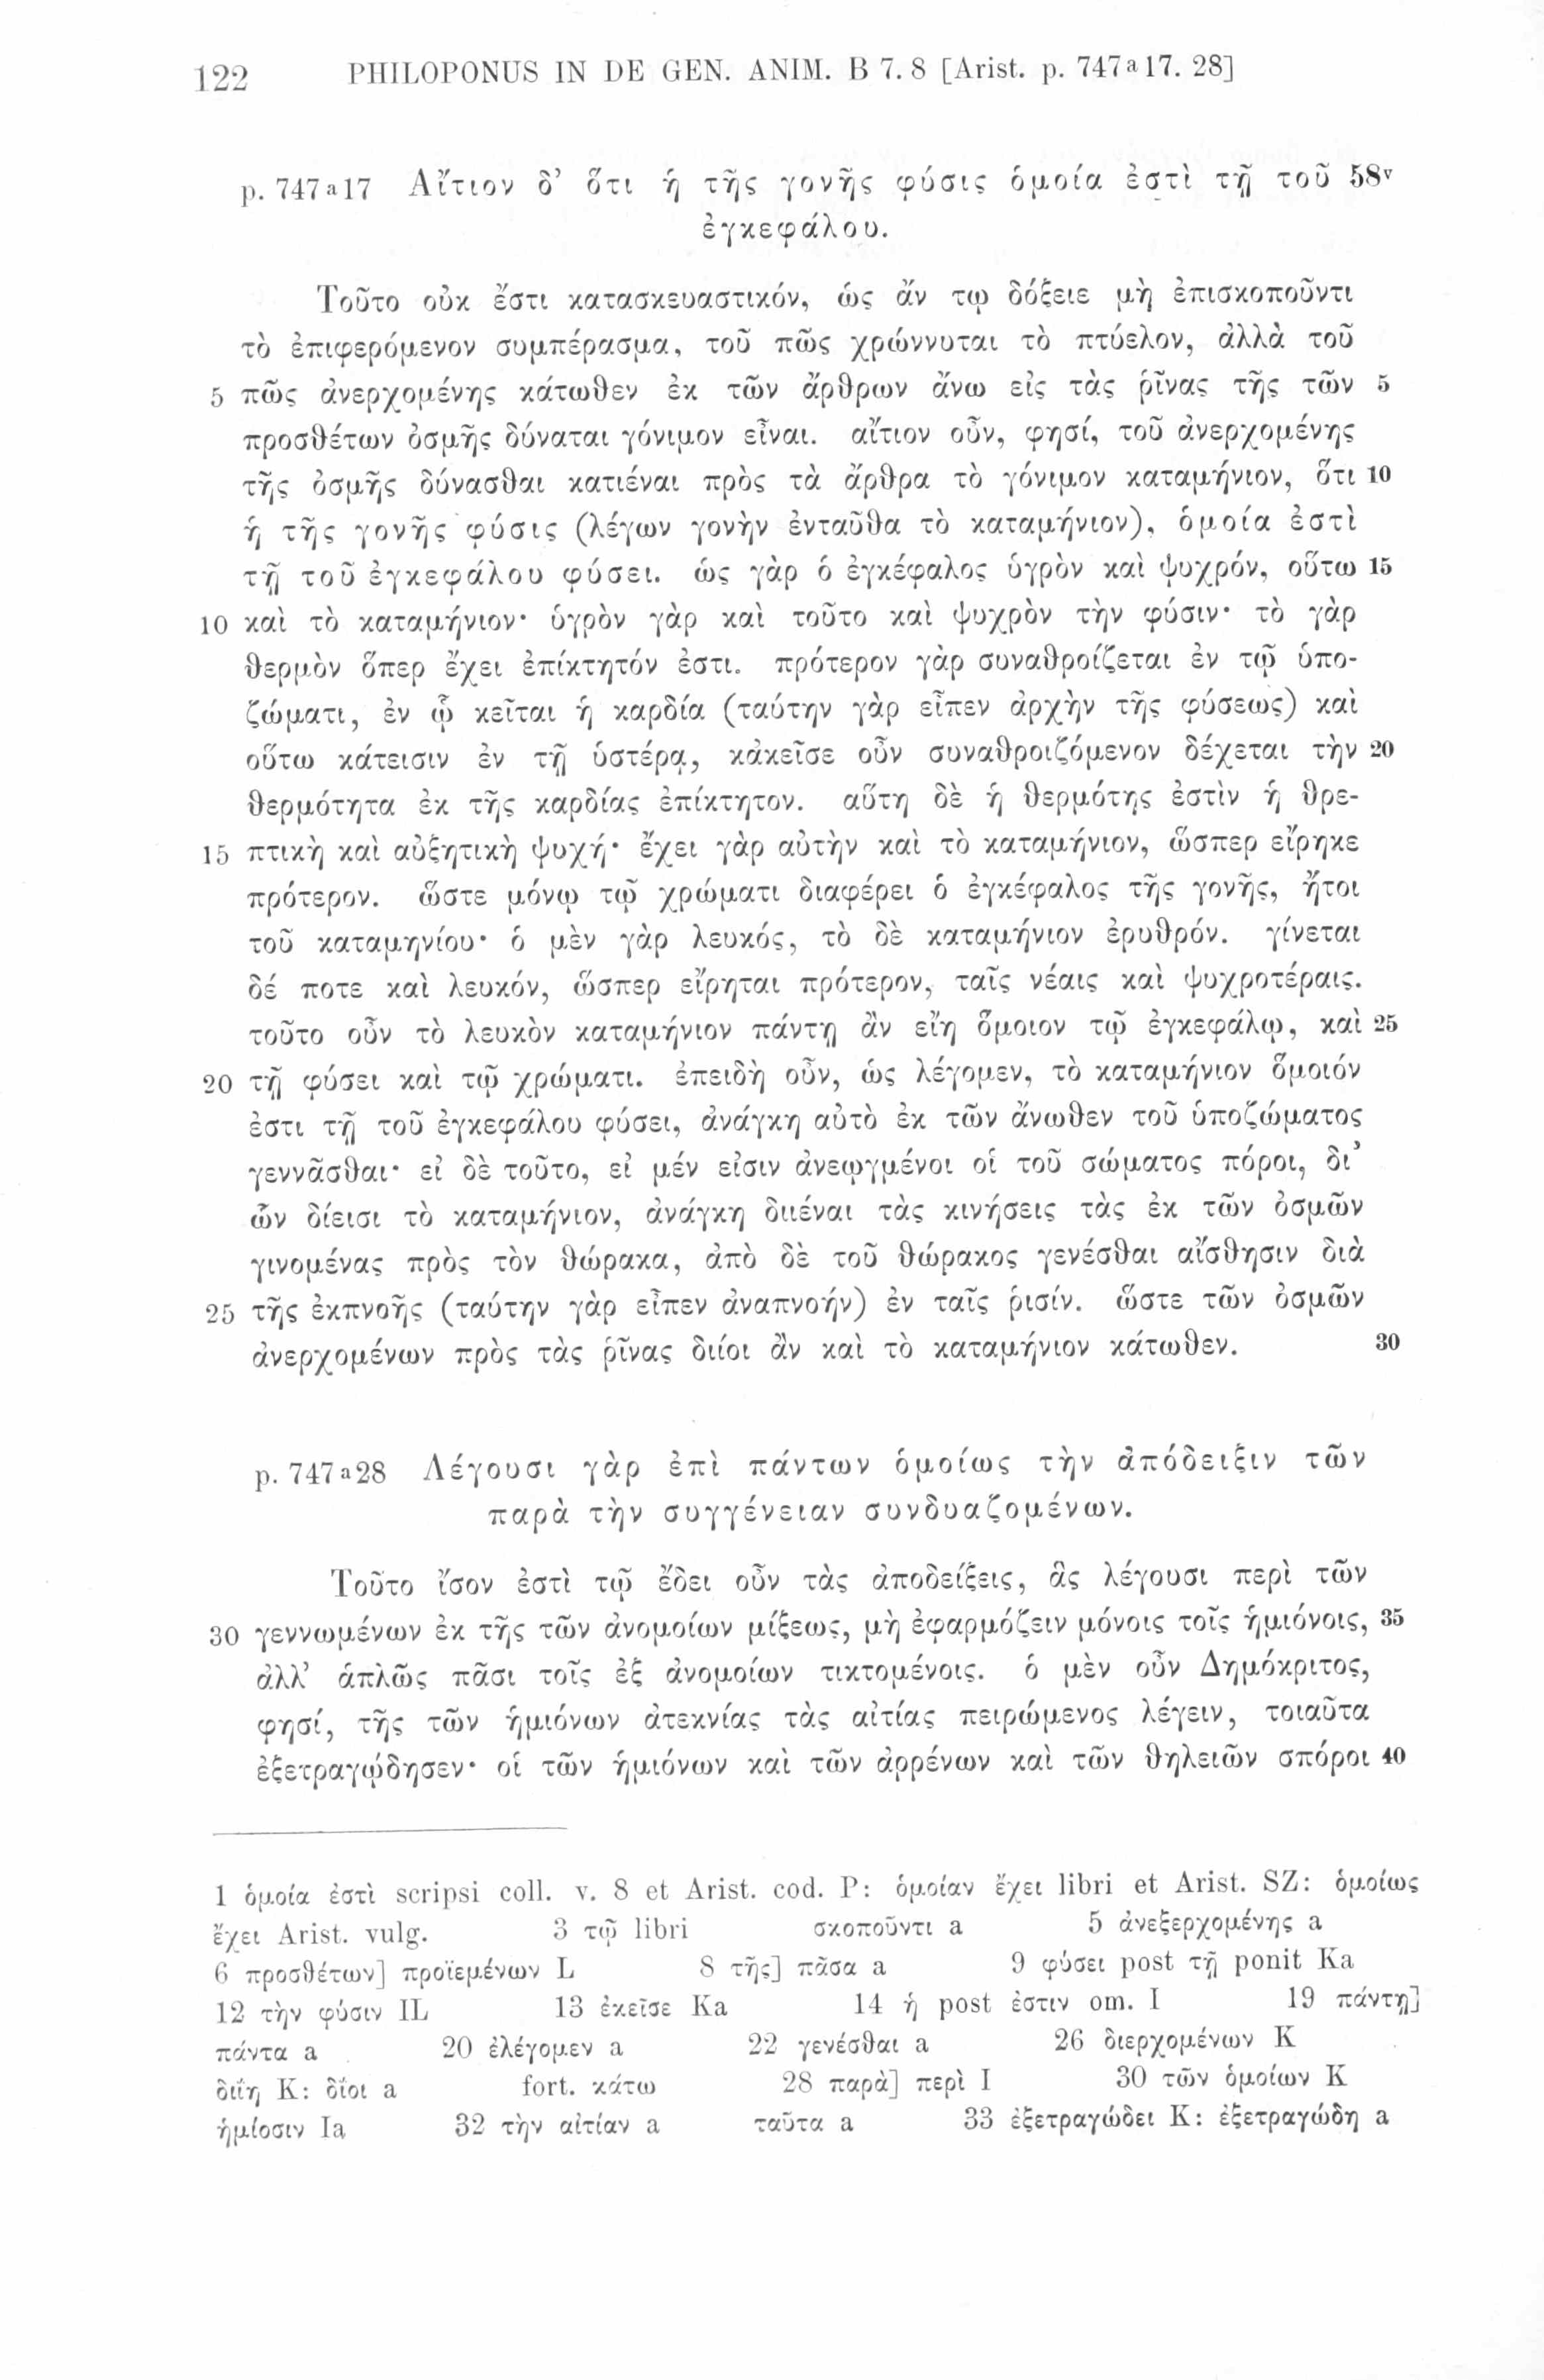 122 PHILOPONUS IN DE GEN. ANIM. B 7. 8 [Arist. p. 747ᵃ17. 28]
p. 747ᵃ17 Αἴτιον δ’ ὅτι ἡ τῆς γονῆς φύσις ὁμοία ἐστὶ τῇ τοῦ 58ᵛ
ἐγκεφάλου.
Τοῦτο οὐκ ἔστι κατασκευαστικόν, ὡς ἄν τῳ δόξειε μὴ ἐπισκοποῦντι
τὸ ἐπιφερόμενον συμπέρασμα, τοῦ πῶς χρώννυται τὸ πτύελον, ἀλλὰ τοῦ
5 πῶς ἀνερχομένης κάτωθεν ἐκ τῶν ἄρθρων ἄνω εἰς τὰς ῥῖνας τῆς τῶν 5
προσθέτων ὀσμῆς δύναται γόνιμον εἶναι. αἴτιον οὖν, φησί, τοῦ ἀνερχομένης
τῆς ὀσμῆς δύνασθαι κατιέναι πρὸς τὰ ἄρθρα τὸ γόνιμον καταμήνιον, ὅτι 10
ἡ τῆς γονῆς φύσις (λέγων γονὴν ἐνταῦθα τὸ καταμήνιον), ὁμοία ἐστὶ
τῇ τοῦ ἐγκεφάλου φύσει. ὡς γὰρ ὁ ἐγκέφαλος ὑγρὸν καὶ ψυχρόν, οὕτω 15
10 καὶ τὸ καταμήνιον· ὑγρὸν γὰρ καὶ τοῦτο καὶ ψυχρὸν τὴν φύσιν· τὸ γὰρ
θερμὸν ὅπερ ἔχει ἐπίκτητόν ἐστι. πρότερον γὰρ συναθροίζεται ἐν τῷ ὑπο-
ζώματι, ἐν ᾧ κεῖται ἡ καρδία (ταύτην γὰρ εἶπεν ἀρχὴν τῆς φύσεως) καὶ
οὕτω κάτεισιν ἐν τῇ ὑστέρᾳ, κἀκεῖσε οὖν συναθροιζόμενον δέχεται τὴν 20
θερμότητα ἐκ τῆς καρδίας ἐπίκτητον. αὕτη δὲ ἡ θερμότης ἐστὶν ἡ θρε-
15 πτικὴ καὶ αὐξητικὴ ψυχή· ἔχει γὰρ αὐτὴν καὶ τὸ καταμήνιον, ὥσπερ εἴρηκε
πρότερον. ὥστε μόνῳ τῷ χρώματι διαφέρει ὁ ἐγκέφαλος τῆς γονῆς, ἤτοι
τοῦ καταμηνίου· ὁ μὲν γὰρ λευκός, τὸ δὲ καταμήνιον ἐρυθρόν. γίνεται
δέ ποτε καὶ λευκόν, ὥσπερ εἴρηται πρότερον, ταῖς νέαις καὶ ψυχροτέραις.
τοῦτο οὖν τὸ λευκὸν καταμήνιον πάντῃ ἂν εἴη ὅμοιον τῷ ἐγκεφάλῳ, καὶ 25
20 τῇ φύσει καὶ τῷ χρώματι. ἐπειδὴ οὖν, ὡς λέγομεν, τὸ καταμήνιον ὅμοιόν
ἐστι τῇ τοῦ ἐγκεφάλου φύσει, ἀνάγκη αὐτὸ ἐκ τῶν ἄνωθεν τοῦ ὑποζώματος
γεννᾶσθαι· εἰ δὲ τοῦτο, εἰ μέν εἰσιν ἀνεῳγμένοι οἱ τοῦ σώματος πόροι, δι’
ὧν δίεισι τὸ καταμήνιον, ἀνάγκη διιέναι τὰς κινήσεις τὰς ἐκ τῶν ὀσμῶν
γινομένας πρὸς τὸν θώρακα, ἀπὸ δὲ τοῦ θώρακος γενέσθαι αἴσθησιν διὰ
25 τῆς ἐκπνοῆς (ταύτην γὰρ εἶπεν ἀναπνοήν) ἐν ταῖς ῥισίν. ὥστε τῶν ὀσμῶν
ἀνερχομένων πρὸς τὰς ῥῖνας διίοι ἂν καὶ τὸ καταμήνιον κάτωθεν. 30
p. 747ᵃ28 Λέγουσι γὰρ ἐπὶ πάντων ὁμοίως τὴν ἀπόδειξιν τῶν
παρὰ τὴν συγγένειαν συνδυαζομένων.
Τοῦτο ἴσον ἐστὶ τῷ ἔδει οὖν τὰς ἀποδείξεις, ἃς λέγουσι περὶ τῶν
30 γεννωμένων ἐκ τῆς τῶν ἀνομοίων μίξεως, μὴ ἐφαρμόζειν μόνοις τοῖς ἡμιόνοις, 35
ἀλλ’ ἁπλῶς πᾶσι τοῖς ἐξ ἀνομοίων τικτομένοις. ὁ μὲν οὖν Δημόκριτος,
φησί, τῆς τῶν ἡμιόνων ἀτεκνίας τὰς αἰτίας πειρώμενος λέγειν, τοιαῦτα
ἐξετραγῴδησεν· οἱ τῶν ἡμιόνων καὶ τῶν ἀρρένων καὶ τῶν θηλειῶν σπόροι 40
1 ὁμοία ἐστὶ scripsi coll. v. 8 et Arist. cod. P: ὁμοίαν ἔχει libri et Arist. SZ: ὁμοίως
ἔχει Arist. vulg. 3 τῷ libri σκοποῦντι a 5 ἀνεξερχομένης a
6 προσθέτων] προϊεμένων L 8 τῆς] πᾶσα a 9 φύσει post τῇ ponit Ka
12 τὴν φύσιν IL 13 ἐκεῖσε Ka 14 ἡ post ἐστιν om. I 19 πάντῃ]
πάντα a 20 ἐλέγομεν a 22 γενέσθαι a 26 διερχομένων K
διΐῃ K: δῖοι a fort. κάτω 28 παρὰ] περὶ I 30 τῶν ὁμοίων K
ἡμίοσιν Ia 32 τὴν αἰτίαν a ταῦτα a 33 ἐξετραγώδει K: ἐξετραγώδη a